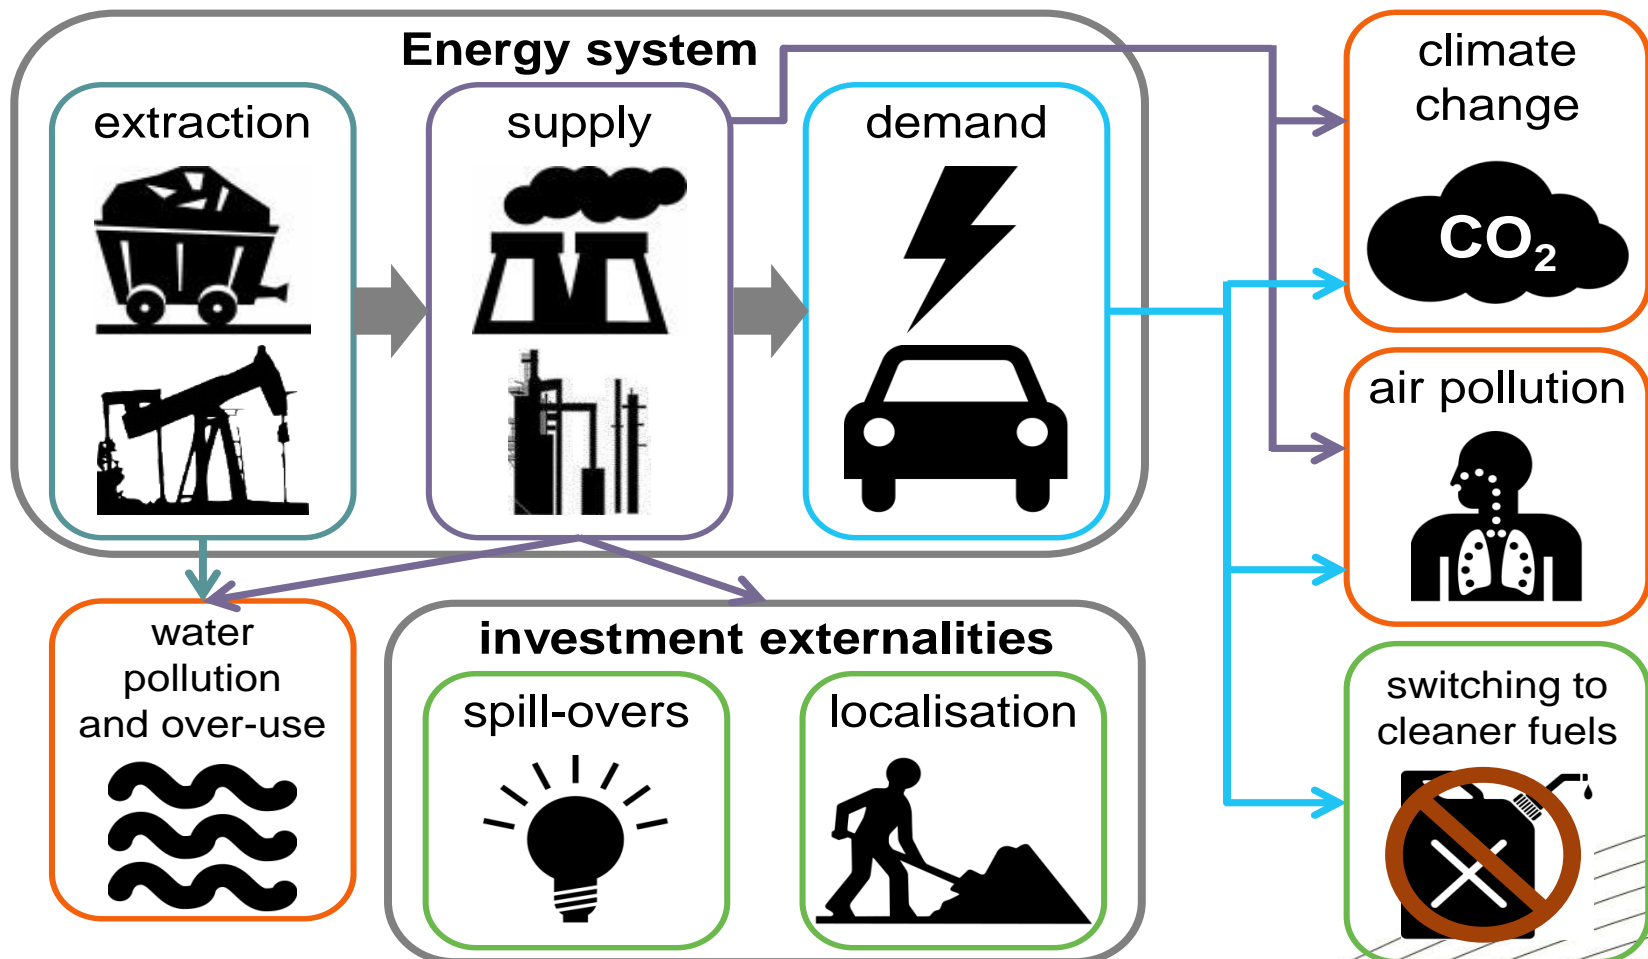 Energy system
extraction
supply
demand
climate
change
CO₂
air pollution
water
pollution
and over-use
investment externalities
spill-overs
localisation
switching to
cleaner fuels